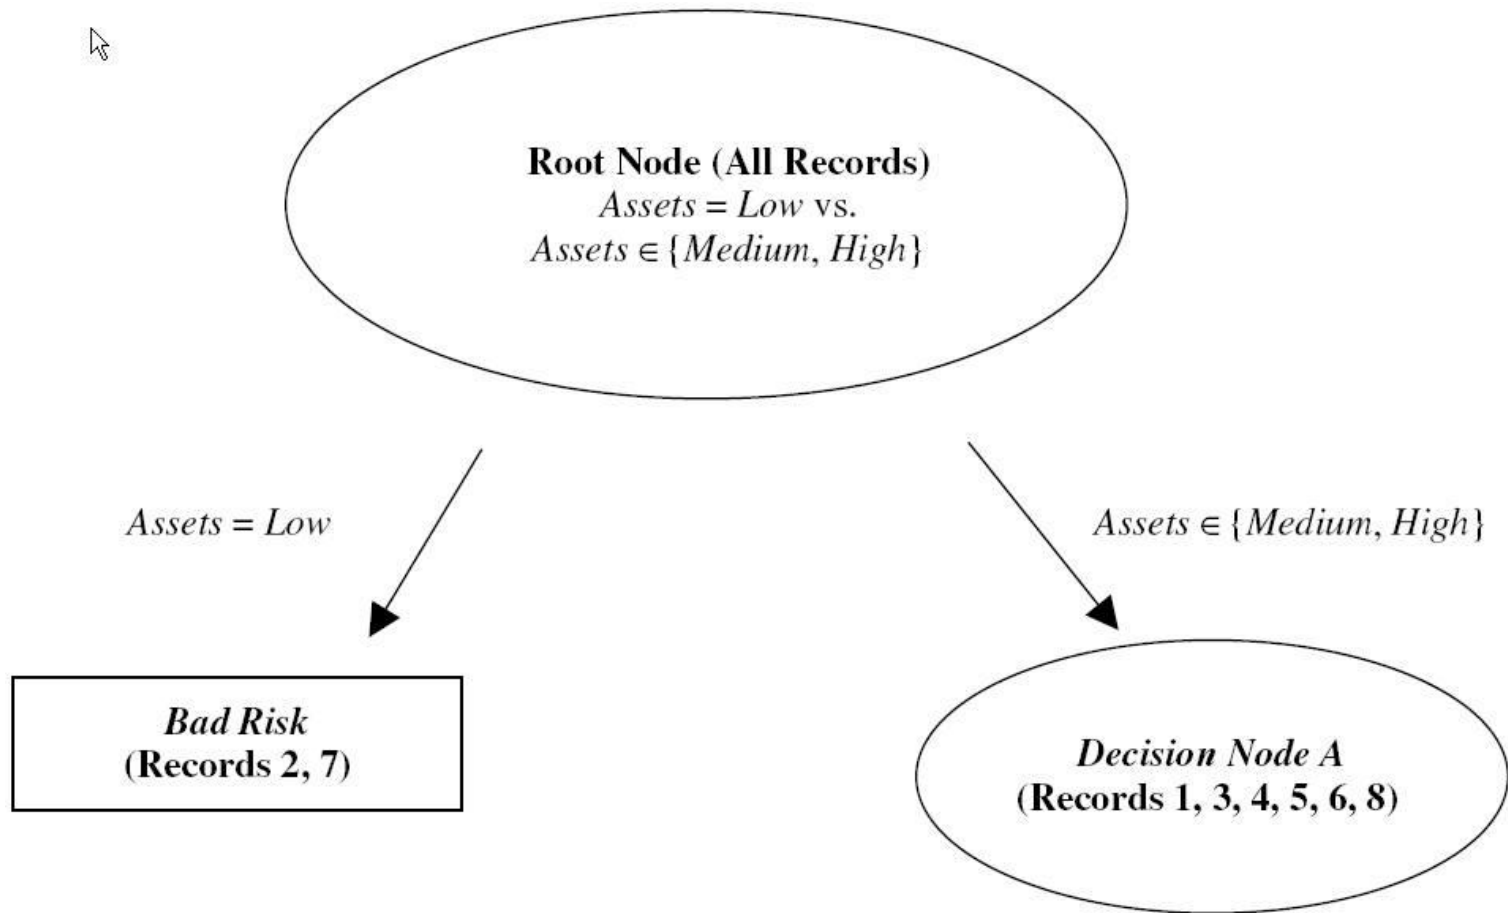 Root Node (All Records)
Assets = Low vs.
Assets ∈ {Medium, High}
Assets = Low
Assets ∈ {Medium, High}
Bad Risk
(Records 2, 7)
Decision Node A
(Records 1, 3, 4, 5, 6, 8)